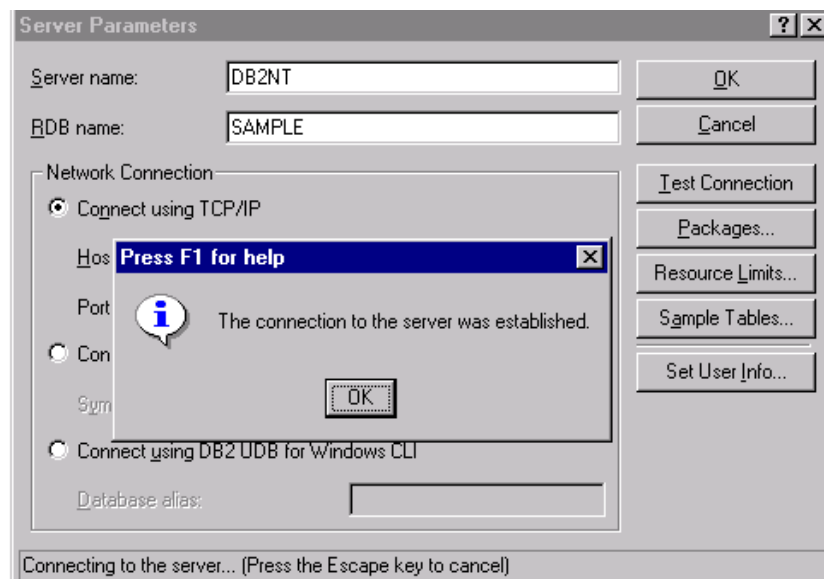 Server Parameters
Server name:
DB2NT
OK
RDB name:
SAMPLE
Cancel
Network Connection
Test Connection
Connect using TCP/IP
Packages...
Press F1 for help
Hos
Resource Limits...
The connection to the server was established.
Port
Sample Tables...
Con
Set User Info...
OK
Sym
Connect using DB2 UDB for Windows CLI
Database alias:
Connecting to the server... (Press the Escape key to cancel)